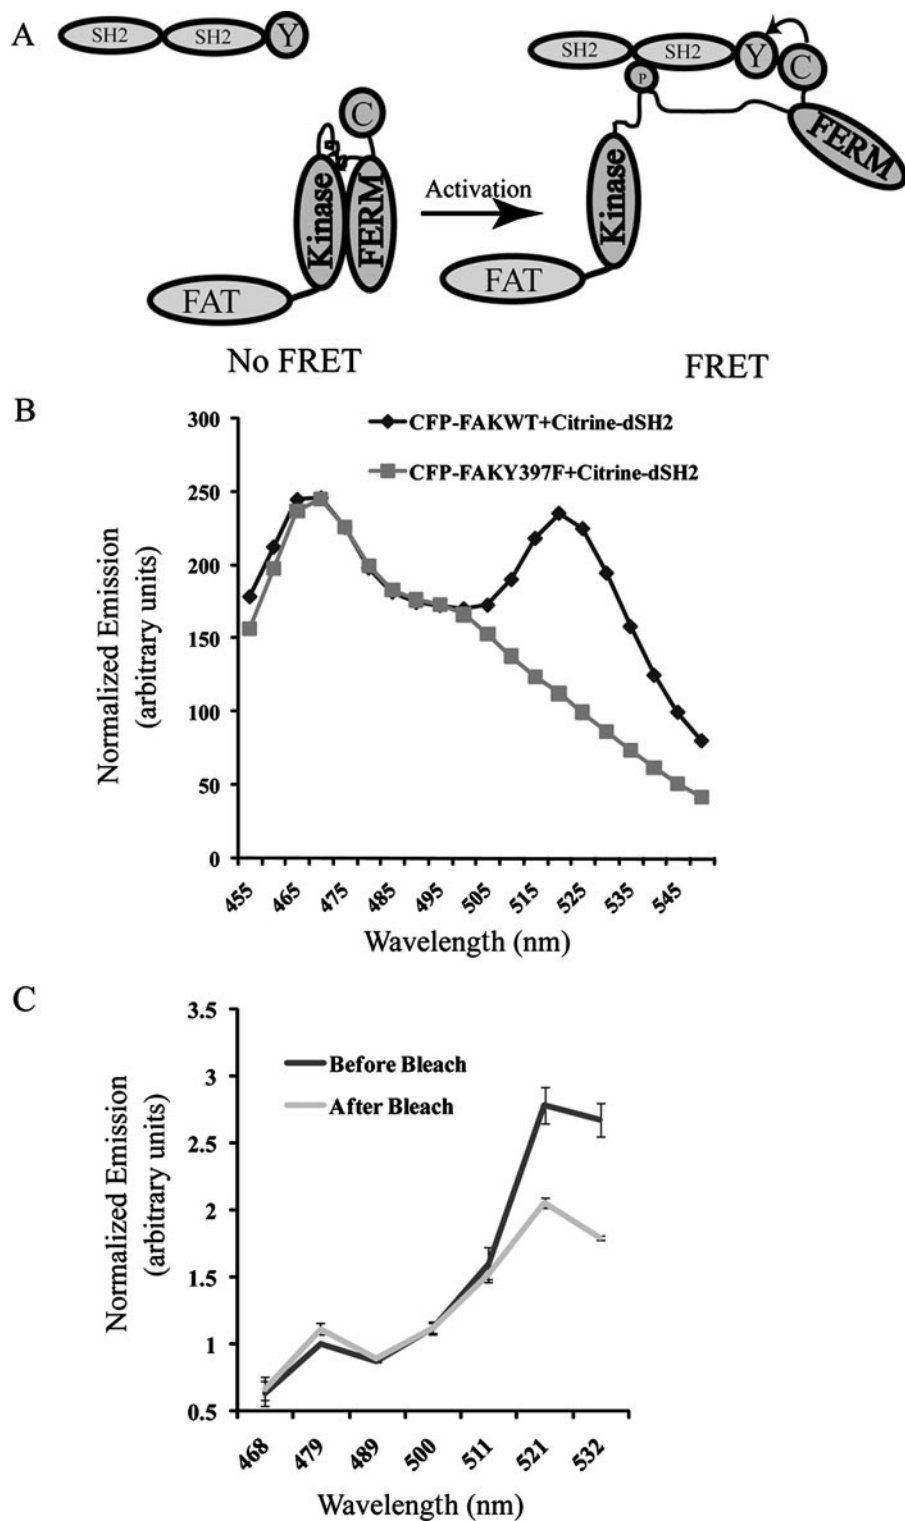 A
SH2 SH2 Y
C
Kinase FERM
FAT
No FRET
Activation
SH2 SH2 Y C
P
FERM
Kinase
FAT
FRET
B
300
250
200
150
100
50
0
Normalized Emission
(arbitrary units)
CFP-FAKWT+Citrine-dSH2
CFP-FAKY397F+Citrine-dSH2
455 465 475 485 495 505 515 525 535 545
Wavelength (nm)
C
3.5
3
2.5
2
1.5
1
0.5
Normalized Emission
(arbitrary units)
Before Bleach
After Bleach
468 479 489 500 511 521 532
Wavelength (nm)